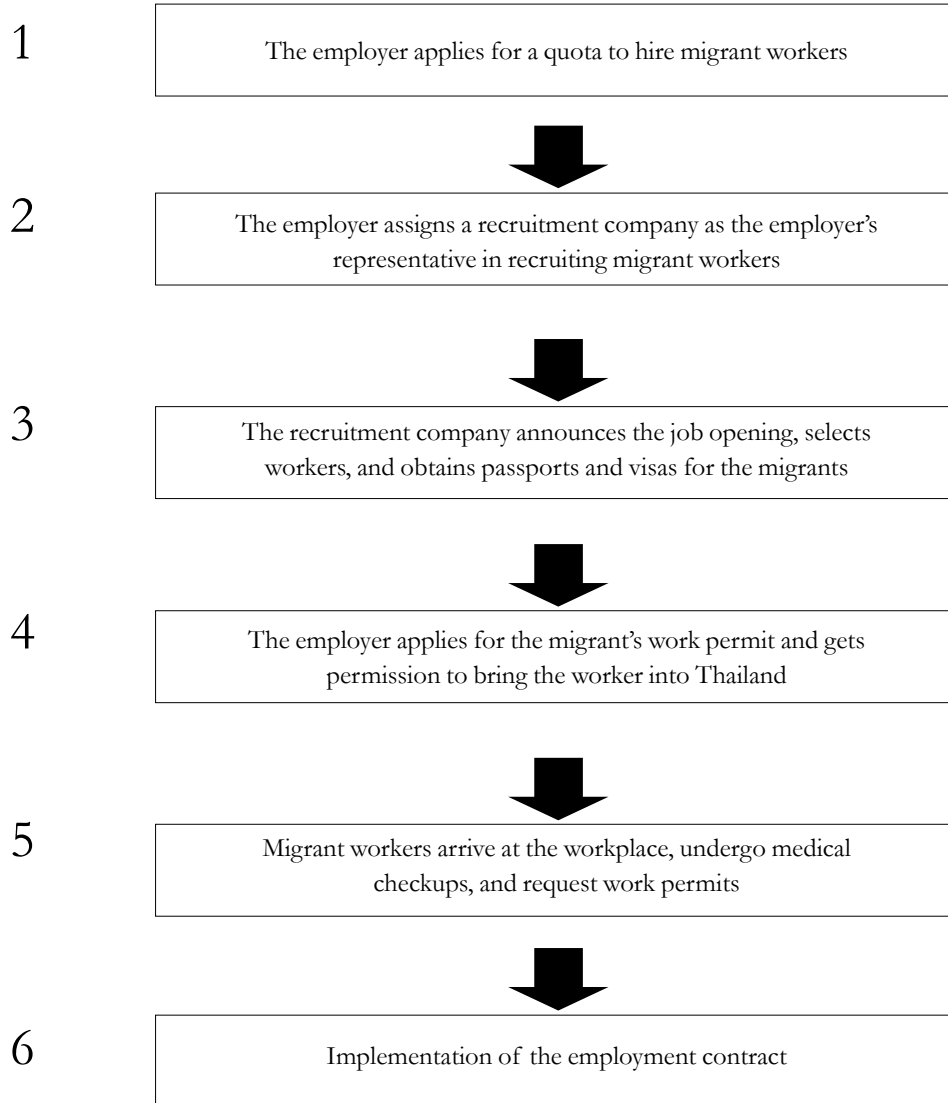 1
The employer applies for a quota to hire migrant workers
2
The employer assigns a recruitment company as the employer’s
representative in recruiting migrant workers
3
The recruitment company announces the job opening, selects
workers, and obtains passports and visas for the migrants
4
The employer applies for the migrant’s work permit and gets
permission to bring the worker into Thailand
5
Migrant workers arrive at the workplace, undergo medical
checkups, and request work permits
6
Implementation of the employment contract